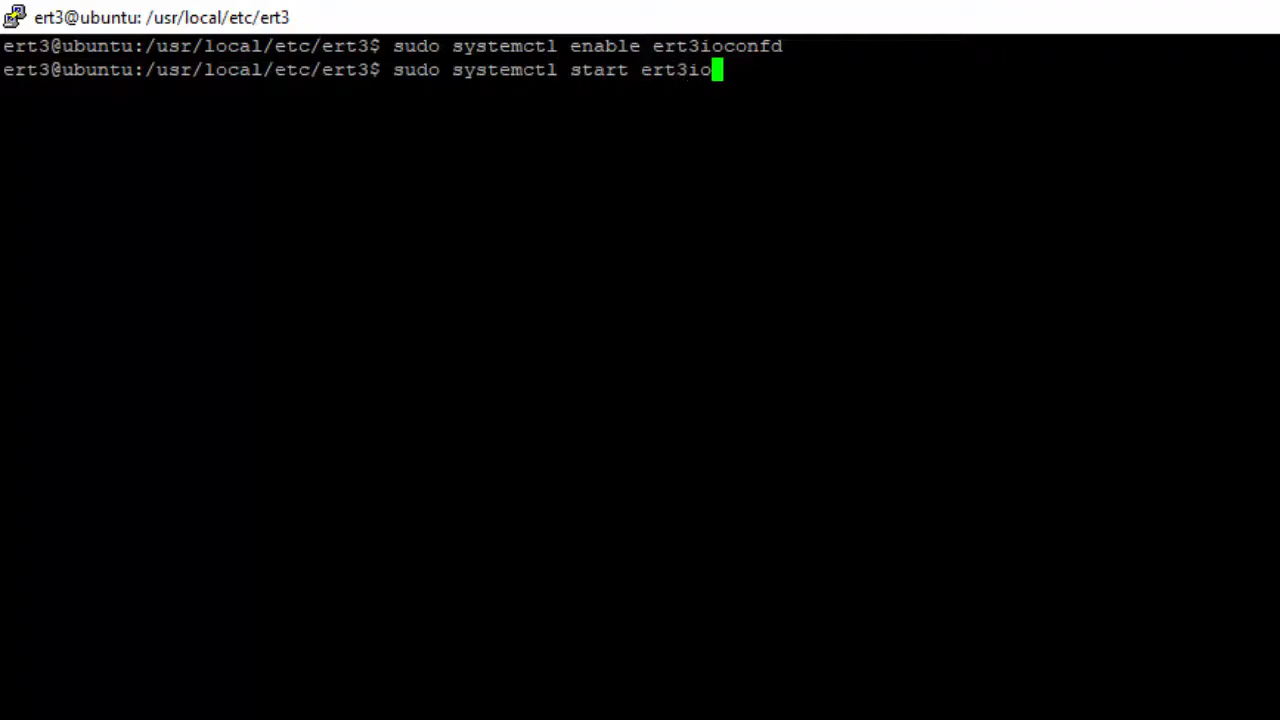 ert3@ubuntu: /usr/local/etc/ert3
ert3@ubuntu:/usr/local/etc/ert3$ sudo systemctl enable ert3ioconfd
ert3@ubuntu:/usr/local/etc/ert3$ sudo systemctl start ert3io